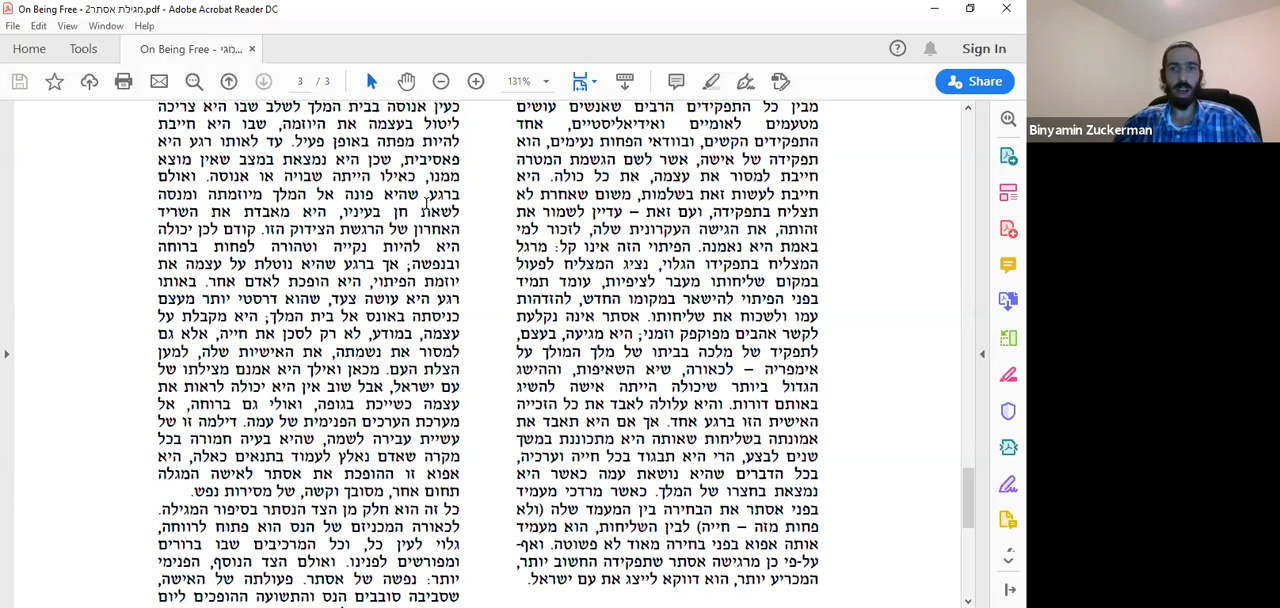 On Being Free - מגילת אסתר2.pdf - Adobe Acrobat Reader DC
File Edit View Window Help
Home Tools On Being Free - מגי... × Sign In
3 / 3 131% Share
Binyamin Zuckerman
מבין כל התפקידים הרבים שאנשים עושים
מטעמים לאומיים ואידיאליסטיים, אחד
התפקידים הקשים, ובוודאי הפחות נעימים, הוא
תפקידה של אישה, אשר לשם הגשמת המטרה
חייבת למסור את עצמה, את כל כולה. היא
חייבת לעשות זאת בשלמות, משום שאחרת לא
תצליח בתפקידה, ועם זאת – עדיין לשמור את
זהותה, את הגישה העקרונית שלה, לזכור למי
באמת היא נאמנה. הפיתוי הזה אינו קל: מרגל
המצליח בתפקידו הגלוי, נציג המצליח לפעול
במקום שליחותו מעבר לציפיות, עומד תמיד
בפני הפיתוי להישאר במקומו החדש, להזדהות
עמו ולשכוח את שליחותו. אסתר אינה נקלעת
לקשר אהבים מפוקפק וזמני; היא מגיעה, בעצם,
לתפקיד של מלכה בביתו של מלך המולך על
אימפריה – לכאורה, שיא השאיפות, וההישג
הגדול ביותר שיכולה הייתה אישה להשיג
באותם דורות. והיא עלולה לאבד את כל הזכייה
האישית הזו ברגע אחד. אך אם היא תאבד את
אמונתה בשליחות שאותה היא מתכוננת במשך
שנים לבצע, הרי היא תבגוד בכל חייה וערכיה,
בכל הדברים שהיא נושאת עמה כאשר היא
נמצאת בחצרו של המלך. כאשר מרדכי מעמיד
בפני אסתר את הבחירה בין המעמד שלה (ולא
פחות מזה – חייה) לבין השליחות, הוא מעמיד
אותה אפוא בפני בחירה מאוד לא פשוטה. ואף-
על-פי כן מרגישה אסתר שתפקידה החשוב יותר,
המכריע יותר, הוא דווקא לייצג את עם ישראל.
כעין אנוסה בבית המלך לשלב שבו היא צריכה
ליטול בעצמה את היוזמה, שבו היא חייבת
להיות מפתה באופן פעיל. עד לאותו רגע היא
פאסיבית, שכן היא נמצאת במצב שאין מוצא
ממנו, כאילו הייתה שבויה או אנוסה. ואולם
ברגע שהיא פונה אל המלך מיוזמתה ומנסה
לשאת חן בעיניו, היא מאבדת את השריד
האחרון של הרגשת הצידוק הזו. קודם לכן יכולה
היא להיות נקייה וטהורה לפחות ברוחה
ובנפשה; אך ברגע שהיא נוטלת על עצמה את
יוזמת הפיתוי, היא הופכת לאדם אחר. באותו
רגע היא עושה צעד, שהוא דרסטי יותר מעצם
כניסתה באונס אל בית המלך; היא מקבלת על
עצמה, במודע, לא רק לסכן את חייה, אלא גם
למסור את נשמתה, את האישיות שלה, למען
הצלת העם. מכאן ואילך היא אמנם מצילתו של
עם ישראל, אבל שוב אין היא יכולה לראות את
עצמה כשייכת בגופה, ואולי גם ברוחה, אל
מערכת הערכים הפנימית של עמה. דילמה זו של
עשיית עבירה לשמה, שהיא בעיה חמורה בכל
מקרה שאדם נאלץ לעמוד בתנאים כאלה, היא
אפוא זו ההופכת את אסתר לאישה המגלה
תחום אחר, מסובך וקשה, של מסירות נפש.
כל זה הוא חלק מן הצד הנסתר בסיפור המגילה.
לכאורה המכניזם של הנס הוא פתוח לרווחה,
גלוי לעין כל, וכל המרכיבים שבו ברורים
ומפורשים לפנינו. ואולם הצד הנוסף, הפנימי
יותר: נפשה של אסתר. פעולתה של האישה,
שסביבה סובבים הנס והתשועה ההופכים ליום